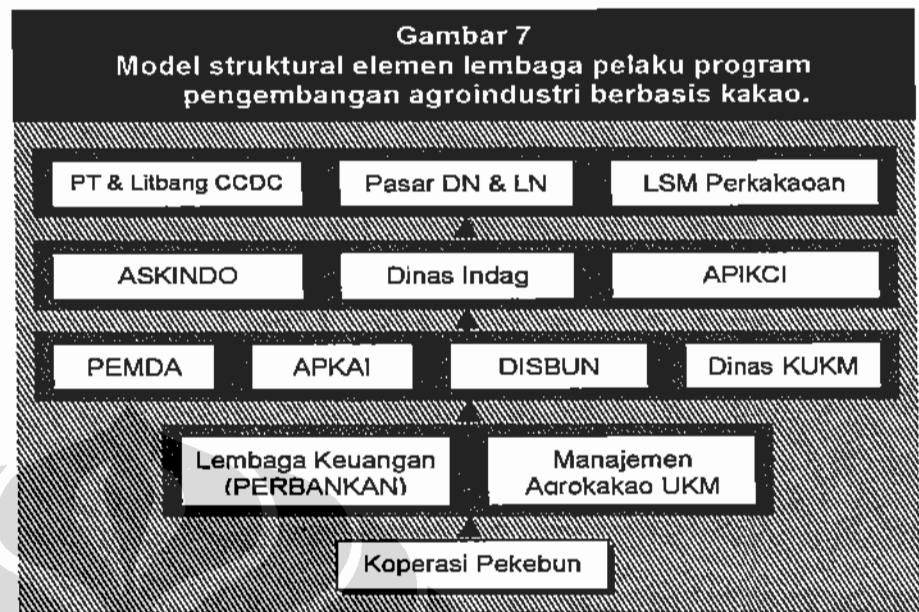 Gambar 7
Model struktural elemen lembaga pelaku program
pengembangan agroindustri berbasis kakao.
PT & Litbang CCDC
Pasar DN & LN
LSM Perkakaoan
ASKINDO
Dinas Indag
APIKCI
PEMDA
APKAI
DISBUN
Dinas KUKM
Lembaga Keuangan
(PERBANKAN)
Manajemen
Agrokakao UKM
Koperasi Pekebun